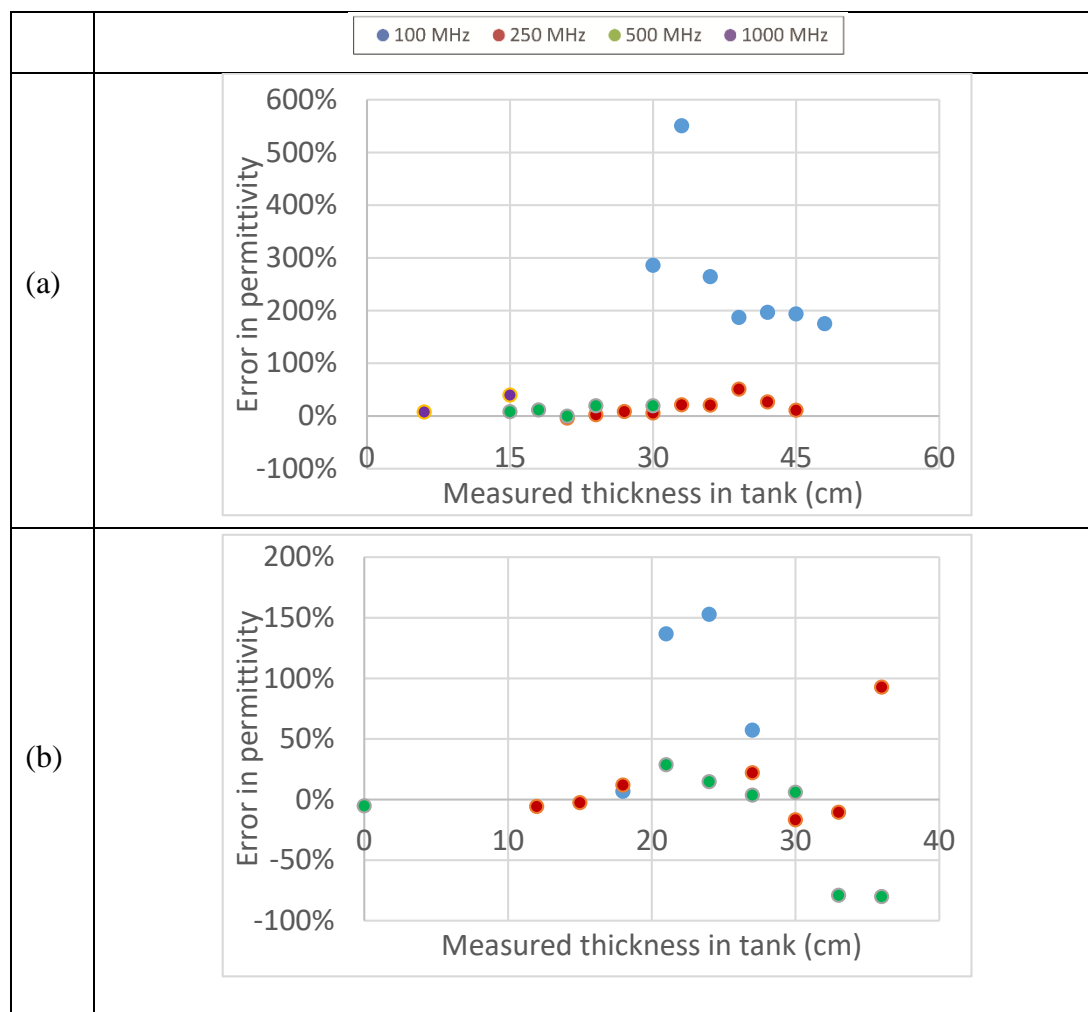 100 MHz 250 MHz 500 MHz 1000 MHz
(a)
Error in permittivity
600%
500%
400%
300%
200%
100%
0%
-100%
0 15 30 45 60
Measured thickness in tank (cm)
(b)
Error in permittivity
200%
150%
100%
50%
0%
-50%
-100%
0 10 20 30 40
Measured thickness in tank (cm)